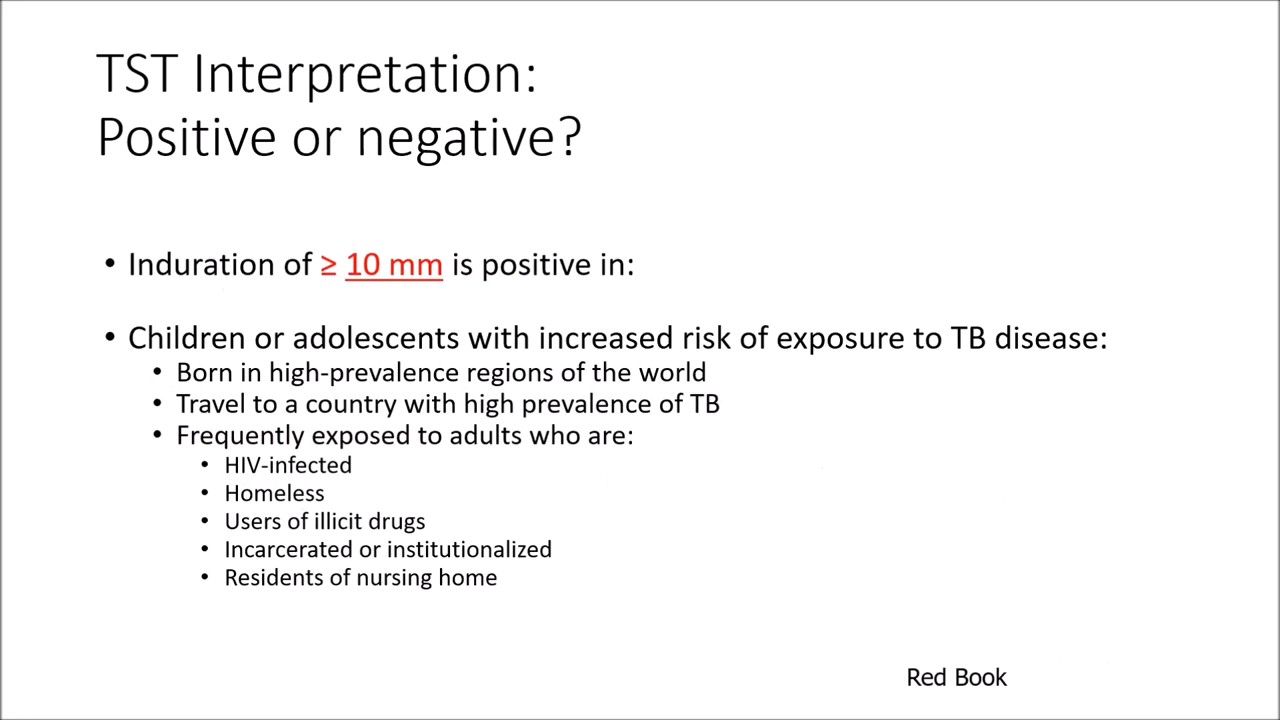 TST Interpretation:
Positive or negative?
• Induration of ≥ 10 mm is positive in:
• Children or adolescents with increased risk of exposure to TB disease:
• Born in high-prevalence regions of the world
• Travel to a country with high prevalence of TB
• Frequently exposed to adults who are:
• HIV-infected
• Homeless
• Users of illicit drugs
• Incarcerated or institutionalized
• Residents of nursing home
Red Book